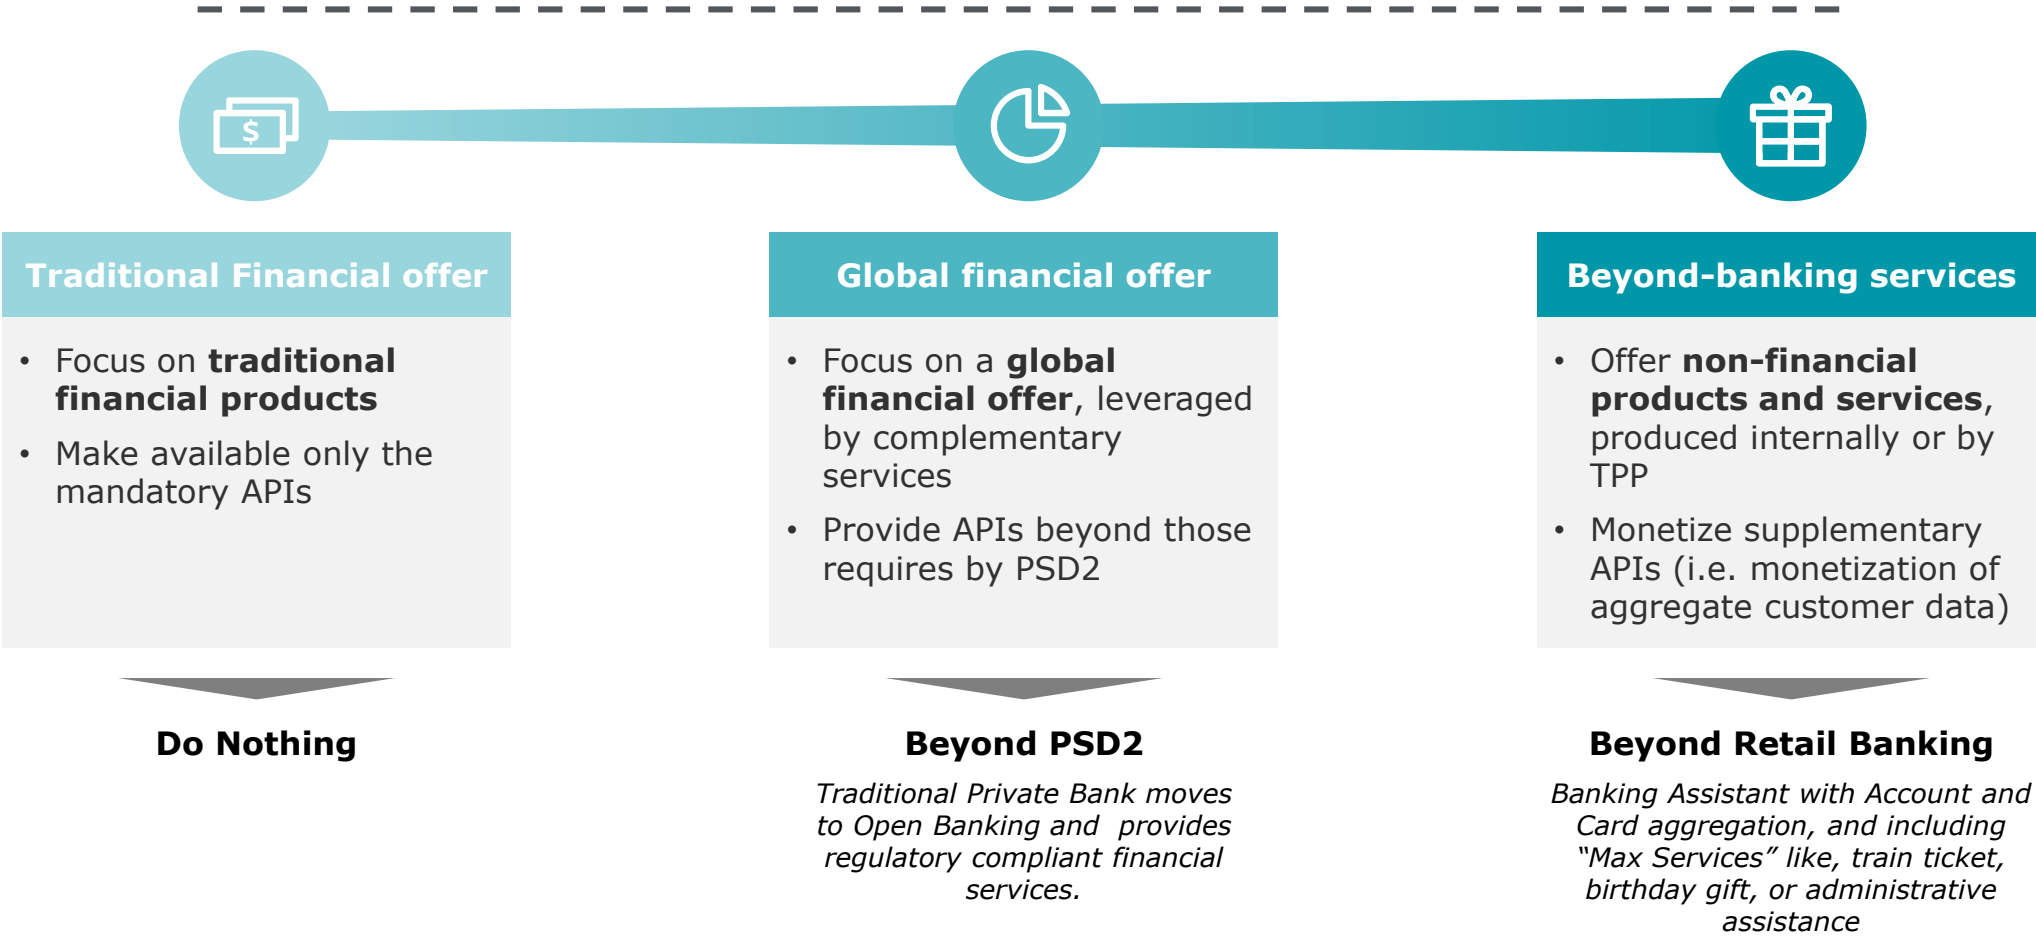 $
Traditional Financial offer
• Focus on traditional
financial products
• Make available only the
mandatory APIs
Do Nothing
Global financial offer
• Focus on a global
financial offer, leveraged
by complementary
services
• Provide APIs beyond those
requires by PSD2
Beyond PSD2
Traditional Private Bank moves
to Open Banking and  provides
regulatory compliant financial
services.
Beyond-banking services
• Offer non-financial
products and services,
produced internally or by
TPP
• Monetize supplementary
APIs (i.e. monetization of
aggregate customer data)
Beyond Retail Banking
Banking Assistant with Account and
Card aggregation, and including
“Max Services” like, train ticket,
birthday gift, or administrative
assistance